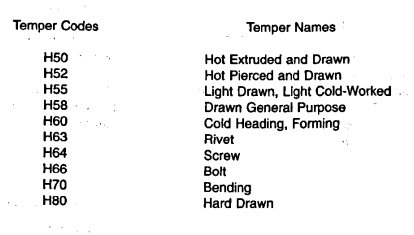 Temper Codes Temper Names
H50 Hot Extruded and Drawn
H52 Hot Pierced and Drawn
H55 Light Drawn, Light Cold-Worked
H58 Drawn General Purpose
H60 Cold Heading, Forming
H63 Rivet
H64 Screw
H66 Bolt
H70 Bending
H80 Hard Drawn